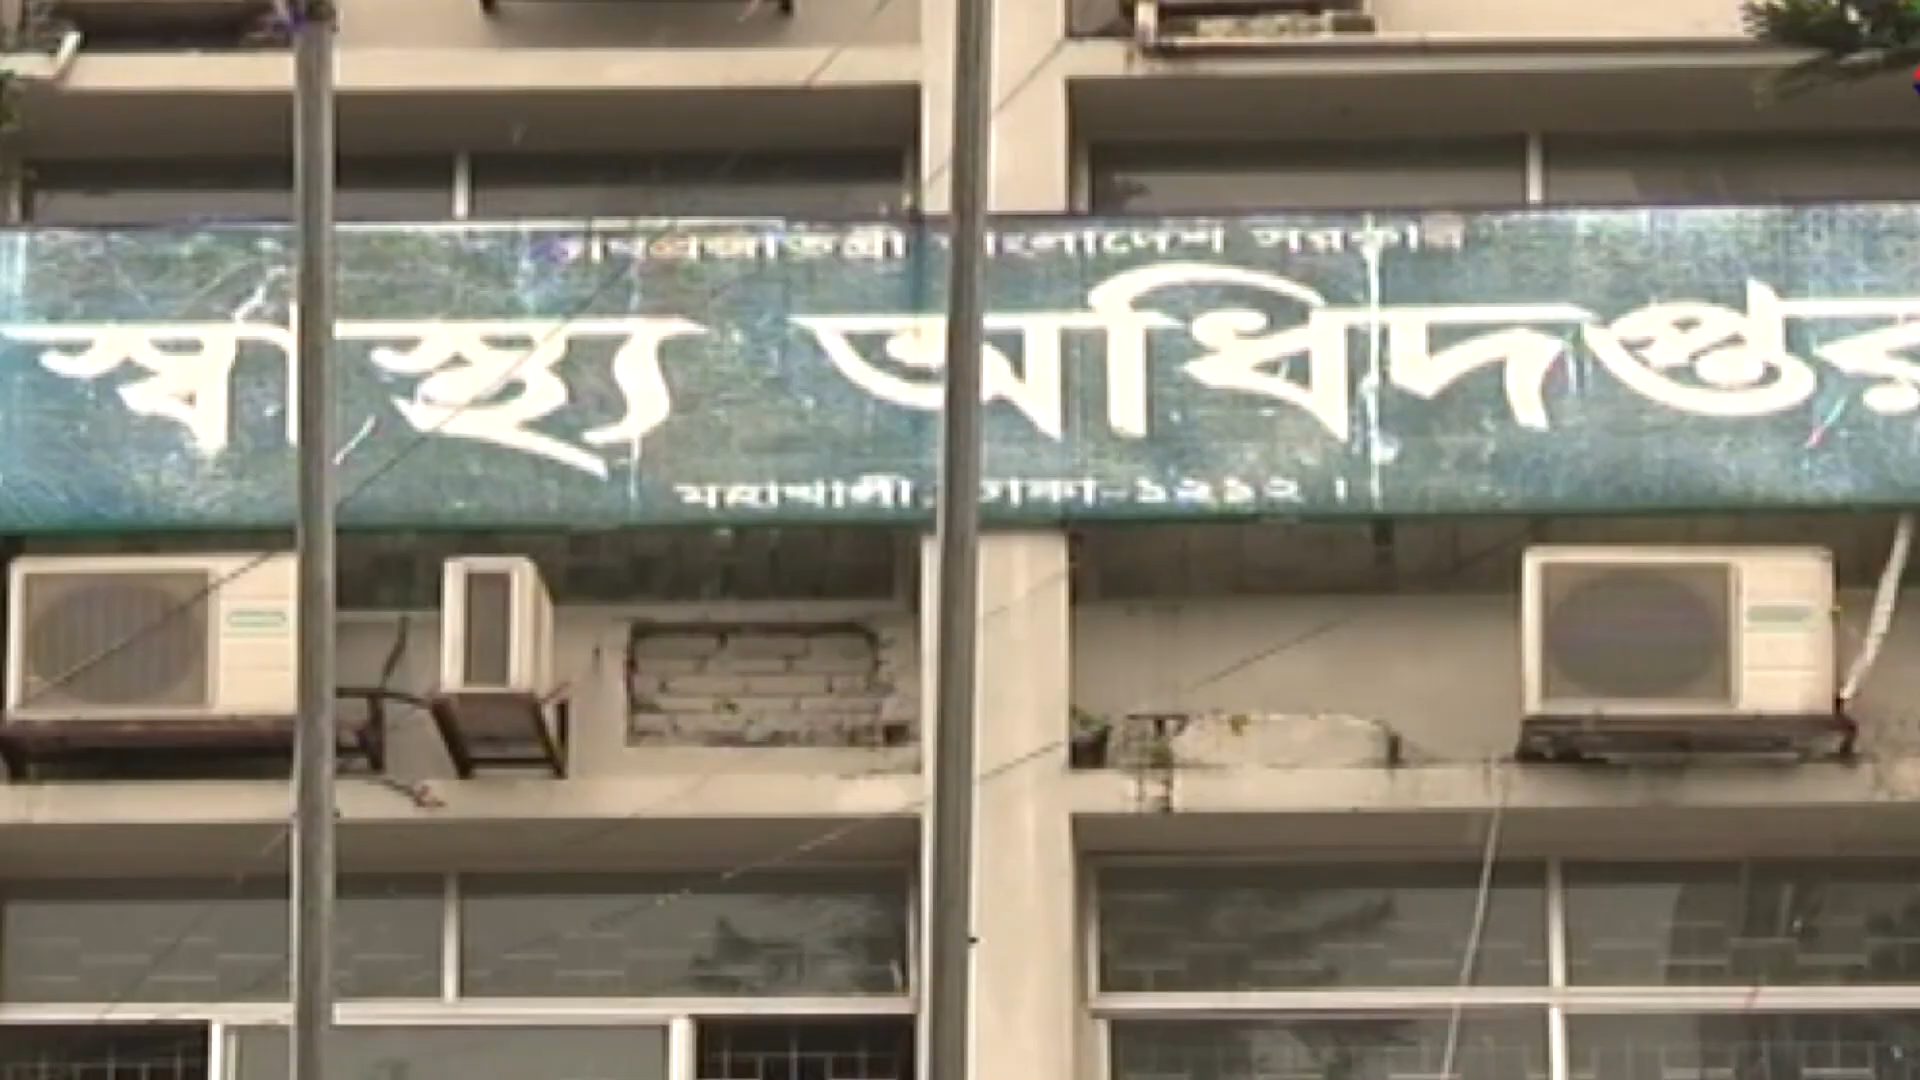 গণপ্রজাতন্ত্রী বাংলাদেশ সরকার
স্বাস্থ্য অধিদপ্তর
মহাখালী, ঢাকা-১২১২।